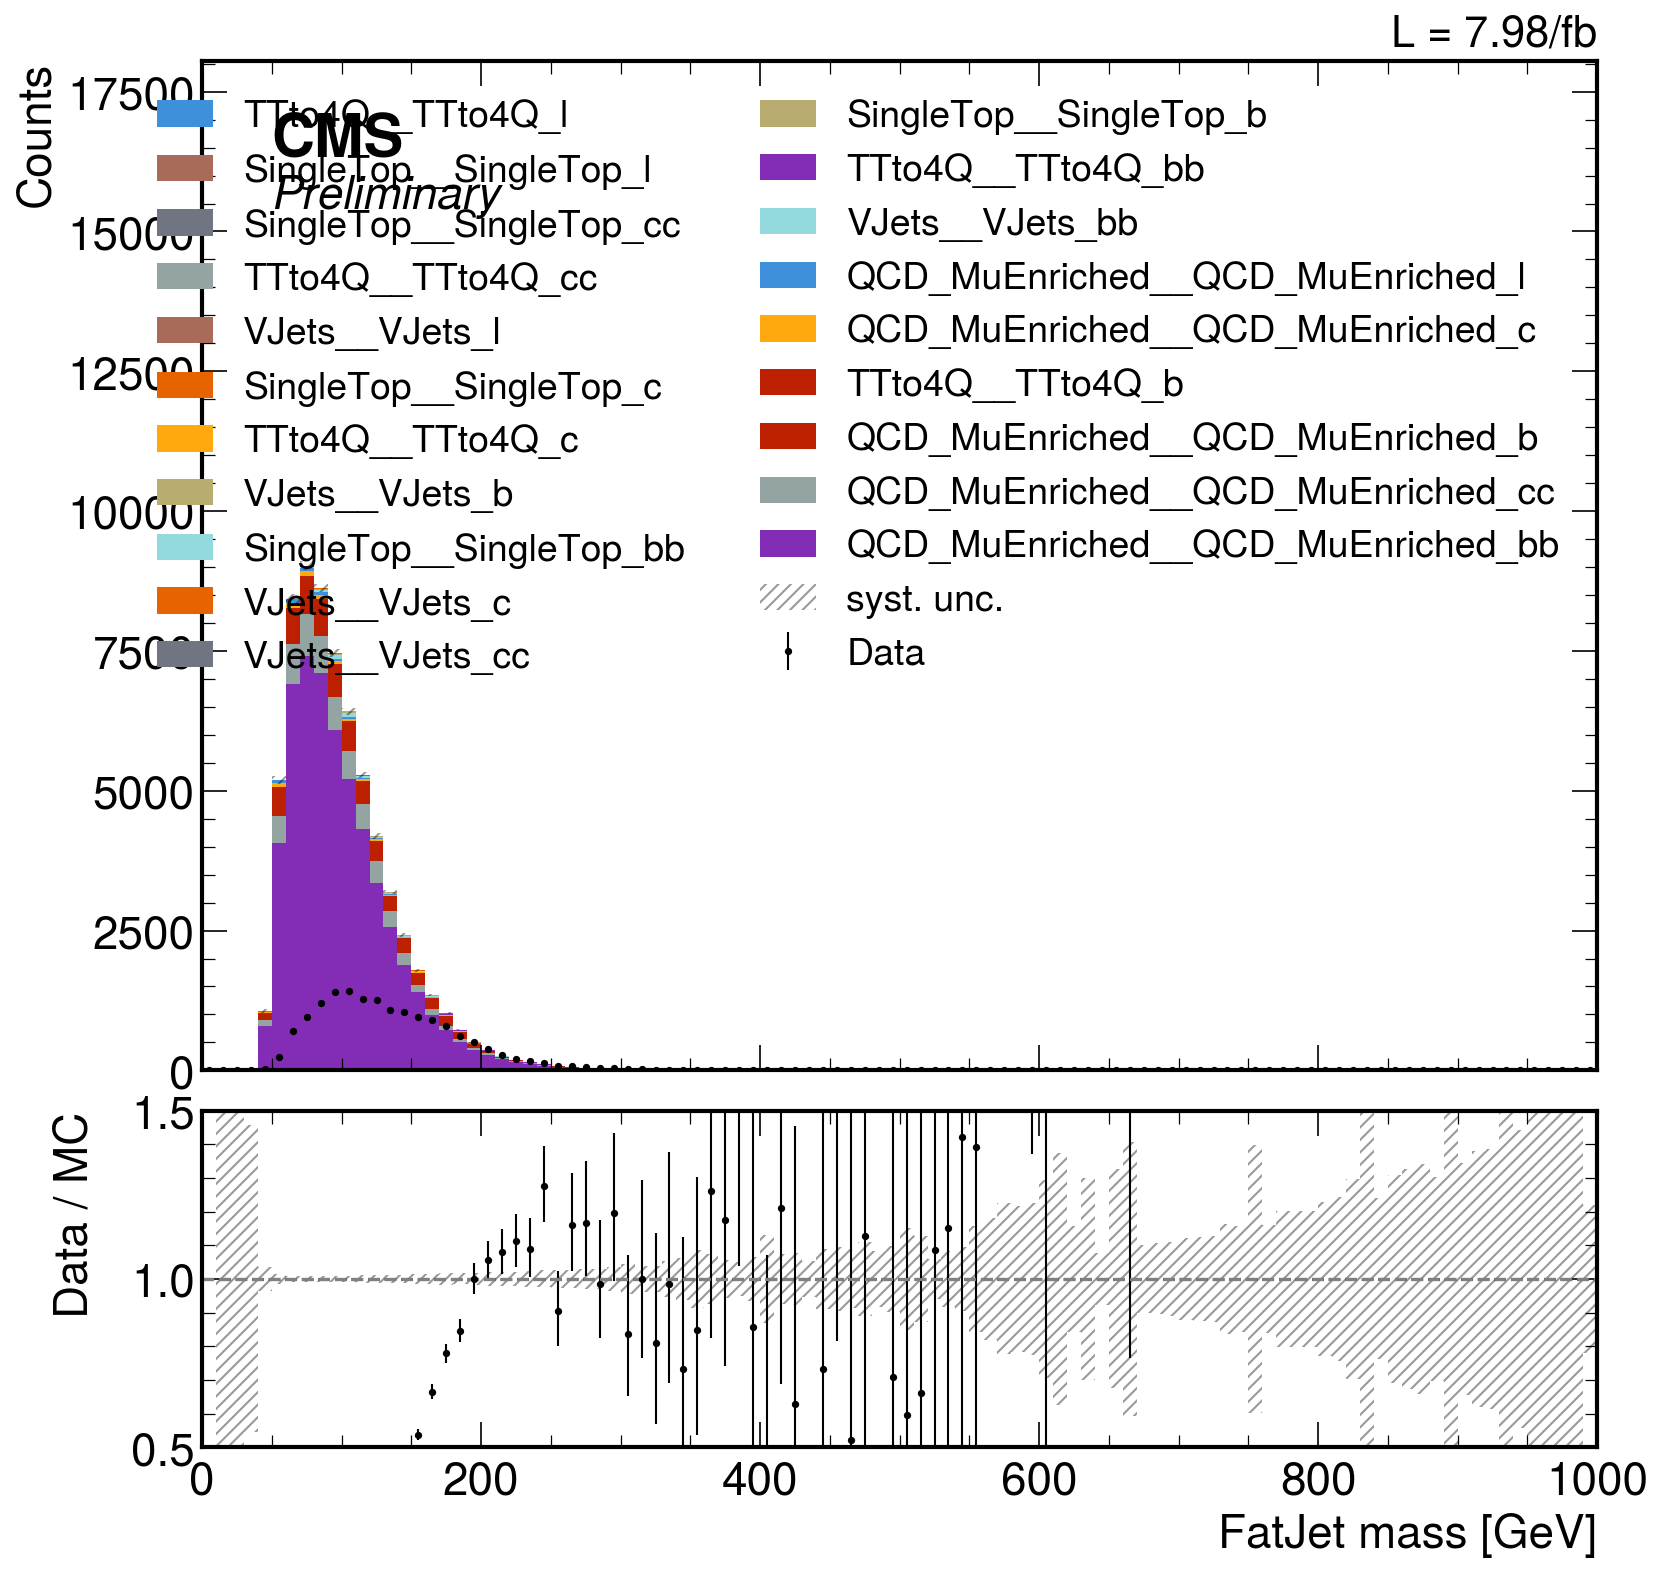 L = 7.98/fb
Counts
17500
15000
12500
10000
7500
5000
2500
0
CMS
Preliminary
TTto4Q__TTto4Q_l
SingleTop__SingleTop_l
SingleTop__SingleTop_cc
TTto4Q__TTto4Q_cc
VJets__VJets_l
SingleTop__SingleTop_c
TTto4Q__TTto4Q_c
VJets__VJets_b
SingleTop__SingleTop_bb
VJets__VJets_c
VJets__VJets_cc
SingleTop__SingleTop_b
TTto4Q__TTto4Q_bb
VJets__VJets_bb
QCD_MuEnriched__QCD_MuEnriched_l
QCD_MuEnriched__QCD_MuEnriched_c
TTto4Q__TTto4Q_b
QCD_MuEnriched__QCD_MuEnriched_b
QCD_MuEnriched__QCD_MuEnriched_cc
QCD_MuEnriched__QCD_MuEnriched_bb
syst. unc.
Data
Data / MC
1.5
1.0
0.5
0 200 400 600 800 1000
FatJet mass [GeV]